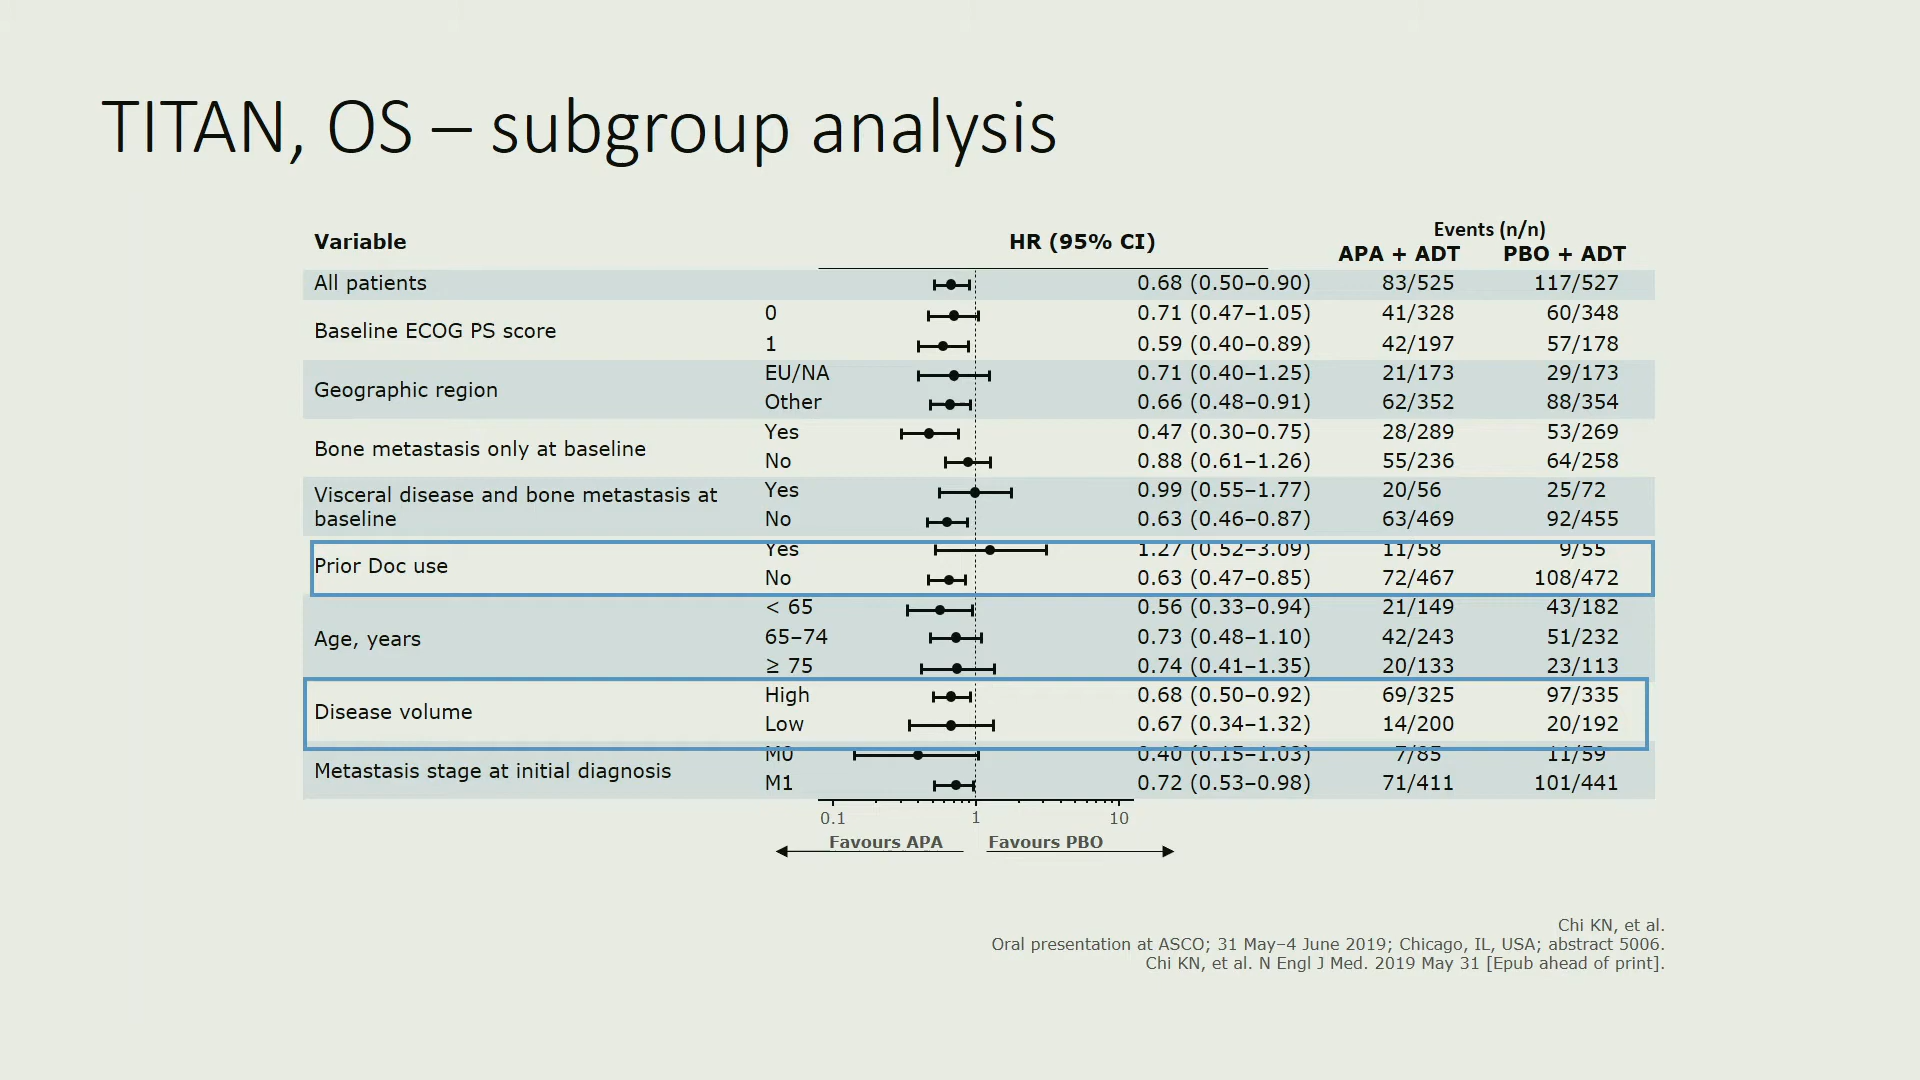 TITAN, OS – subgroup analysis
Events (n/n)
Variable HR (95% CI) APA + ADT PBO + ADT
All patients 0.68 (0.50–0.90) 83/525 117/527
Baseline ECOG PS score
0 0.71 (0.47–1.05) 41/328 60/348
1 0.59 (0.40–0.89) 42/197 57/178
Geographic region
EU/NA 0.71 (0.40–1.25) 21/173 29/173
Other 0.66 (0.48–0.91) 62/352 88/354
Bone metastasis only at baseline
Yes 0.47 (0.30–0.75) 28/289 53/269
No 0.88 (0.61–1.26) 55/236 64/258
Visceral disease and bone metastasis at
baseline
Yes 0.99 (0.55–1.77) 20/56 25/72
No 0.63 (0.46–0.87) 63/469 92/455
Prior Doc use
Yes 1.27 (0.52–3.09) 11/58 9/55
No 0.63 (0.47–0.85) 72/467 108/472
Age, years
< 65 0.56 (0.33–0.94) 21/149 43/182
65–74 0.73 (0.48–1.10) 42/243 51/232
≥ 75 0.74 (0.41–1.35) 20/133 23/113
Disease volume
High 0.68 (0.50–0.92) 69/325 97/335
Low 0.67 (0.34–1.32) 14/200 20/192
Metastasis stage at initial diagnosis
M0 0.40 (0.15–1.03) 7/85 11/59
M1 0.72 (0.53–0.98) 71/411 101/441
0.1 1 10
Favours APA Favours PBO
Chi KN, et al.
Oral presentation at ASCO; 31 May–4 June 2019; Chicago, IL, USA; abstract 5006.
Chi KN, et al. N Engl J Med. 2019 May 31 [Epub ahead of print].